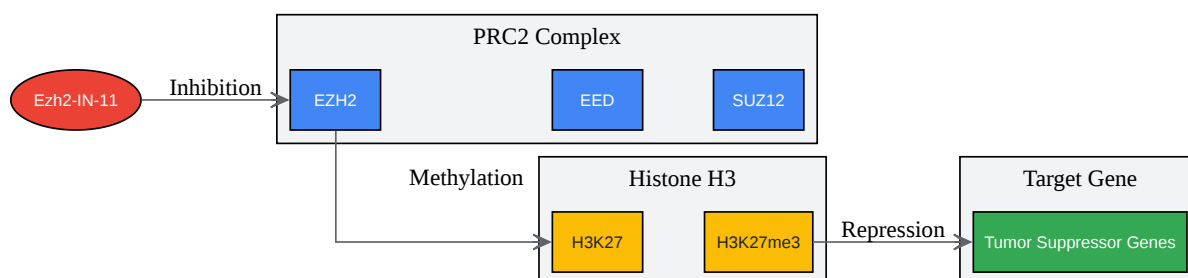 PRC2 Complex
Ezh2-IN-11
Inhibition
EZH2
EED
SUZ12
Methylation
Histone H3
Target Gene
H3K27
H3K27me3
Repression
Tumor Suppressor Genes